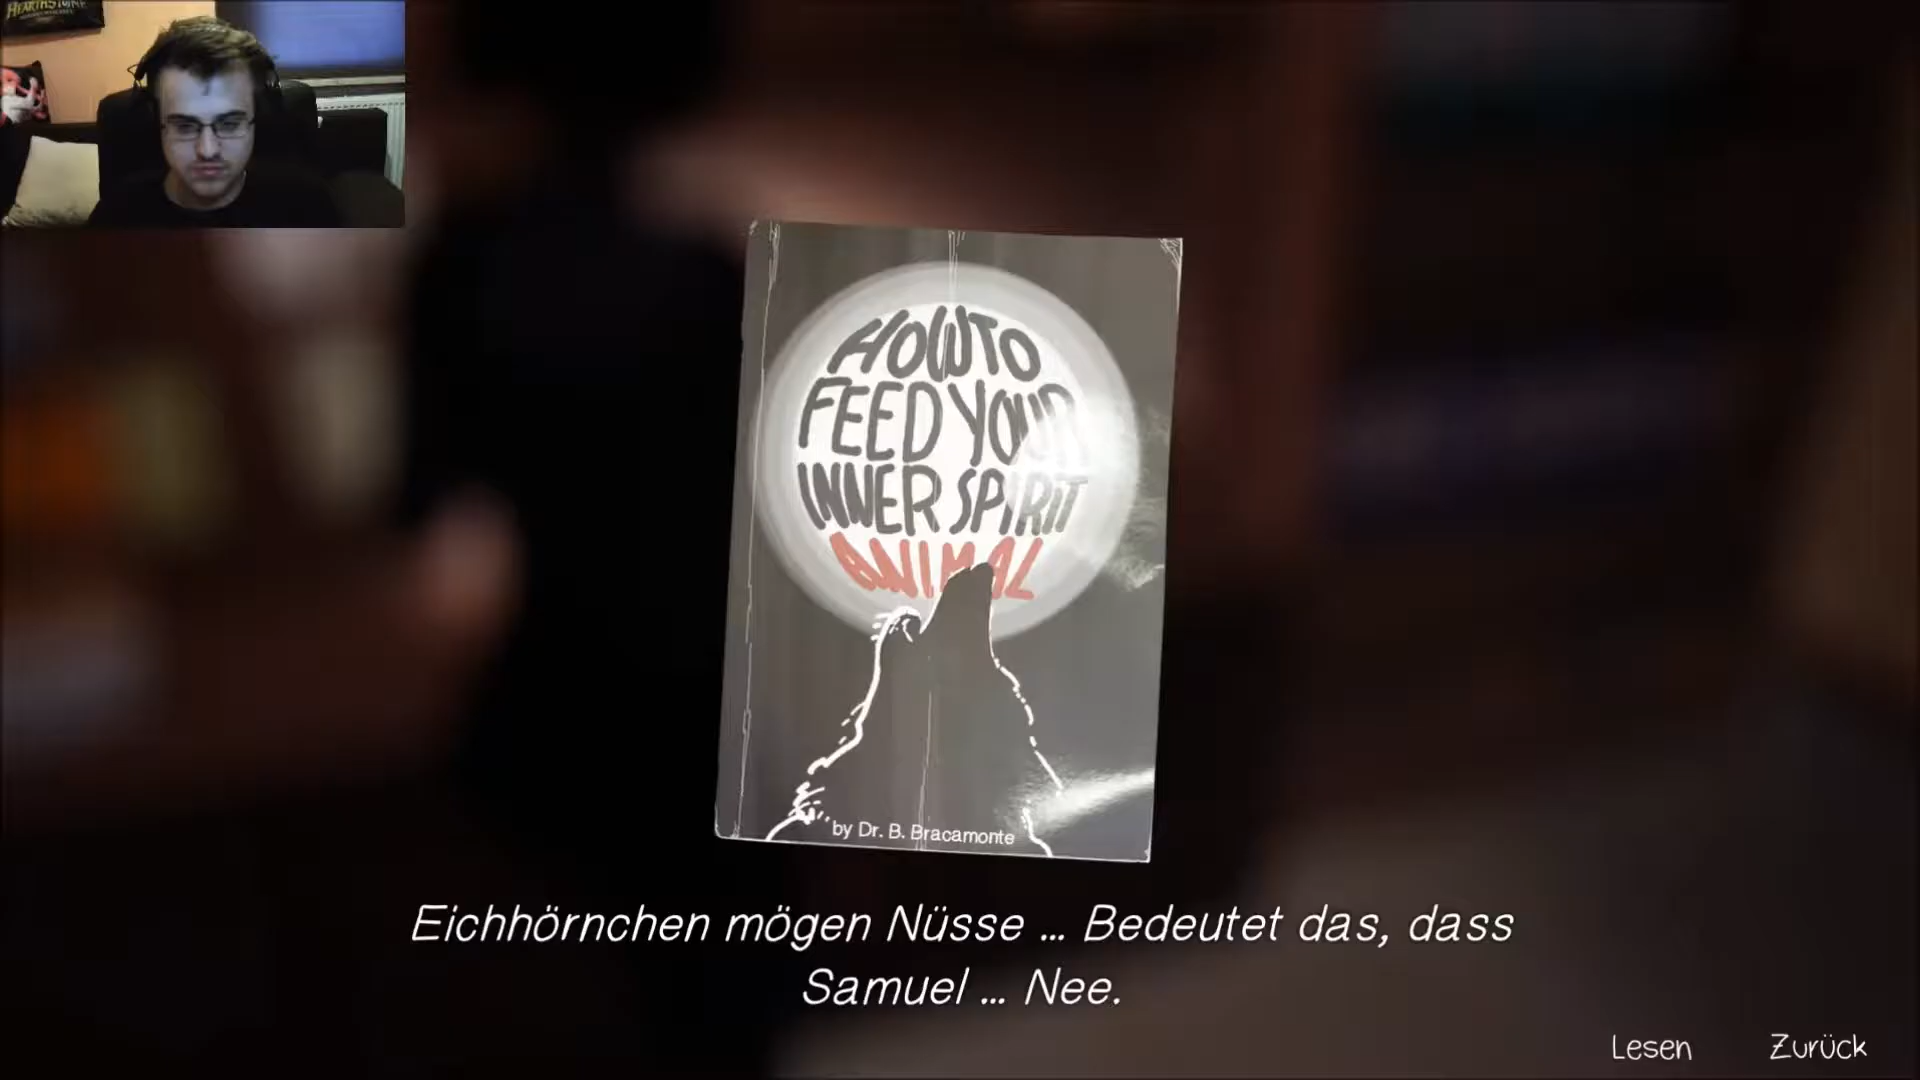 HEARTHSTONE
HOW TO
FEED YOUR
INNER SPIRIT
ANIMAL
by Dr. B. Bracamonte
Eichhörnchen mögen Nüsse ... Bedeutet das, dass
Samuel ... Nee.
Lesen Zurück